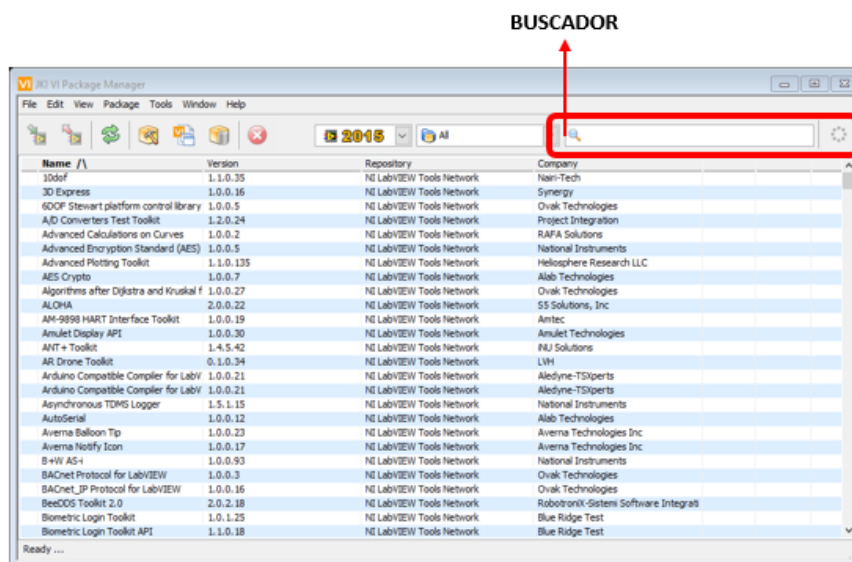 BUSCADOR
VI JKI VI Package Manager
File Edit View Package Tools Window Help
2015 All
Name /\ Version Repository Company
10dof 1.1.0.35 NI LabVIEW Tools Network Nairi-Tech
3D Express 1.0.0.16 NI LabVIEW Tools Network Synergy
6DOF Stewart platform control library 1.0.0.5 NI LabVIEW Tools Network Ovak Technologies
A/D Converters Test Toolkit 1.2.0.24 NI LabVIEW Tools Network Project Integration
Advanced Calculations on Curves 1.0.0.2 NI LabVIEW Tools Network RAFA Solutions
Advanced Encryption Standard (AES) 1.0.0.5 NI LabVIEW Tools Network National Instruments
Advanced Plotting Toolkit 1.1.0.135 NI LabVIEW Tools Network Heliosphere Research LLC
AES Crypto 1.0.0.7 NI LabVIEW Tools Network Alab Technologies
Algorithms after Dijkstra and Kruskal f 1.0.0.27 NI LabVIEW Tools Network Ovak Technologies
ALOHA 2.0.0.22 NI LabVIEW Tools Network S5 Solutions, Inc
AM-9898 HART Interface Toolkit 1.0.0.19 NI LabVIEW Tools Network Amtec
Amulet Display API 1.0.0.30 NI LabVIEW Tools Network Amulet Technologies
ANT+ Toolkit 1.4.5.42 NI LabVIEW Tools Network iNU Solutions
AR Drone Toolkit 0.1.0.34 NI LabVIEW Tools Network LVH
Arduino Compatible Compiler for LabV 1.0.0.21 NI LabVIEW Tools Network Aledyne-TSXperts
Arduino Compatible Compiler for LabV 1.0.0.21 NI LabVIEW Tools Network Aledyne-TSXperts
Asynchronous TDMS Logger 1.5.1.15 NI LabVIEW Tools Network National Instruments
AutoSerial 1.0.0.12 NI LabVIEW Tools Network Alab Technologies
Averna Balloon Tip 1.0.0.23 NI LabVIEW Tools Network Averna Technologies Inc
Averna Notify Icon 1.0.0.17 NI LabVIEW Tools Network Averna Technologies Inc
B+W AS-i 1.0.0.93 NI LabVIEW Tools Network National Instruments
BACnet Protocol for LabVIEW 1.0.0.3 NI LabVIEW Tools Network Ovak Technologies
BACnet_IP Protocol for LabVIEW 1.0.0.16 NI LabVIEW Tools Network Ovak Technologies
BeeDDS Toolkit 2.0 2.0.2.18 NI LabVIEW Tools Network RobotroniX-Sistemi Software Integrati
Biometric Login Toolkit 1.0.1.25 NI LabVIEW Tools Network Blue Ridge Test
Biometric Login Toolkit API 1.1.0.18 NI LabVIEW Tools Network Blue Ridge Test
Ready ...